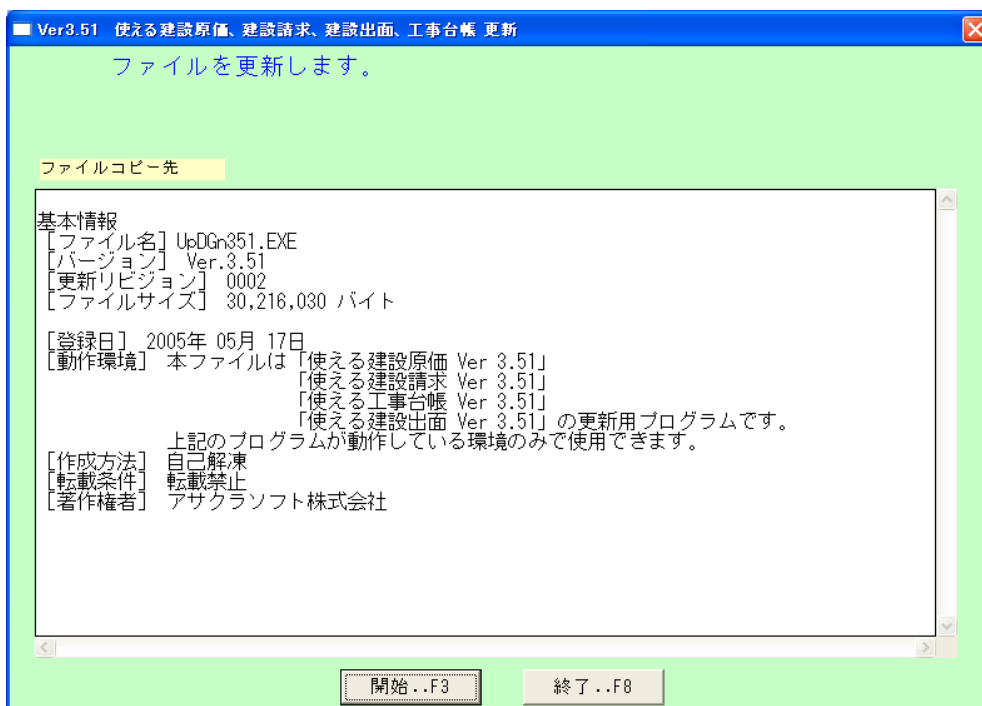 Ver3.51 使える建設原価、建設請求、建設出面、工事台帳 更新
ファイルを更新します。
ファイルコピー先
基本情報
[ファイル名] UpDGn351.EXE
[バージョン] Ver.3.51
[更新リビジョン] 0002
[ファイルサイズ] 30,216,030 バイト
[登録日] 2005年 05月 17日
[動作環境] 本ファイルは「使える建設原価 Ver 3.51」
「使える建設請求 Ver 3.51」
「使える工事台帳 Ver 3.51」
「使える建設出面 Ver 3.51」の更新用プログラムです。
上記のプログラムが動作している環境のみで使用できます。
[作成方法] 自己解凍
[転載条件] 転載禁止
[著作権者] アサクラソフト株式会社
開始..F3 終了..F8